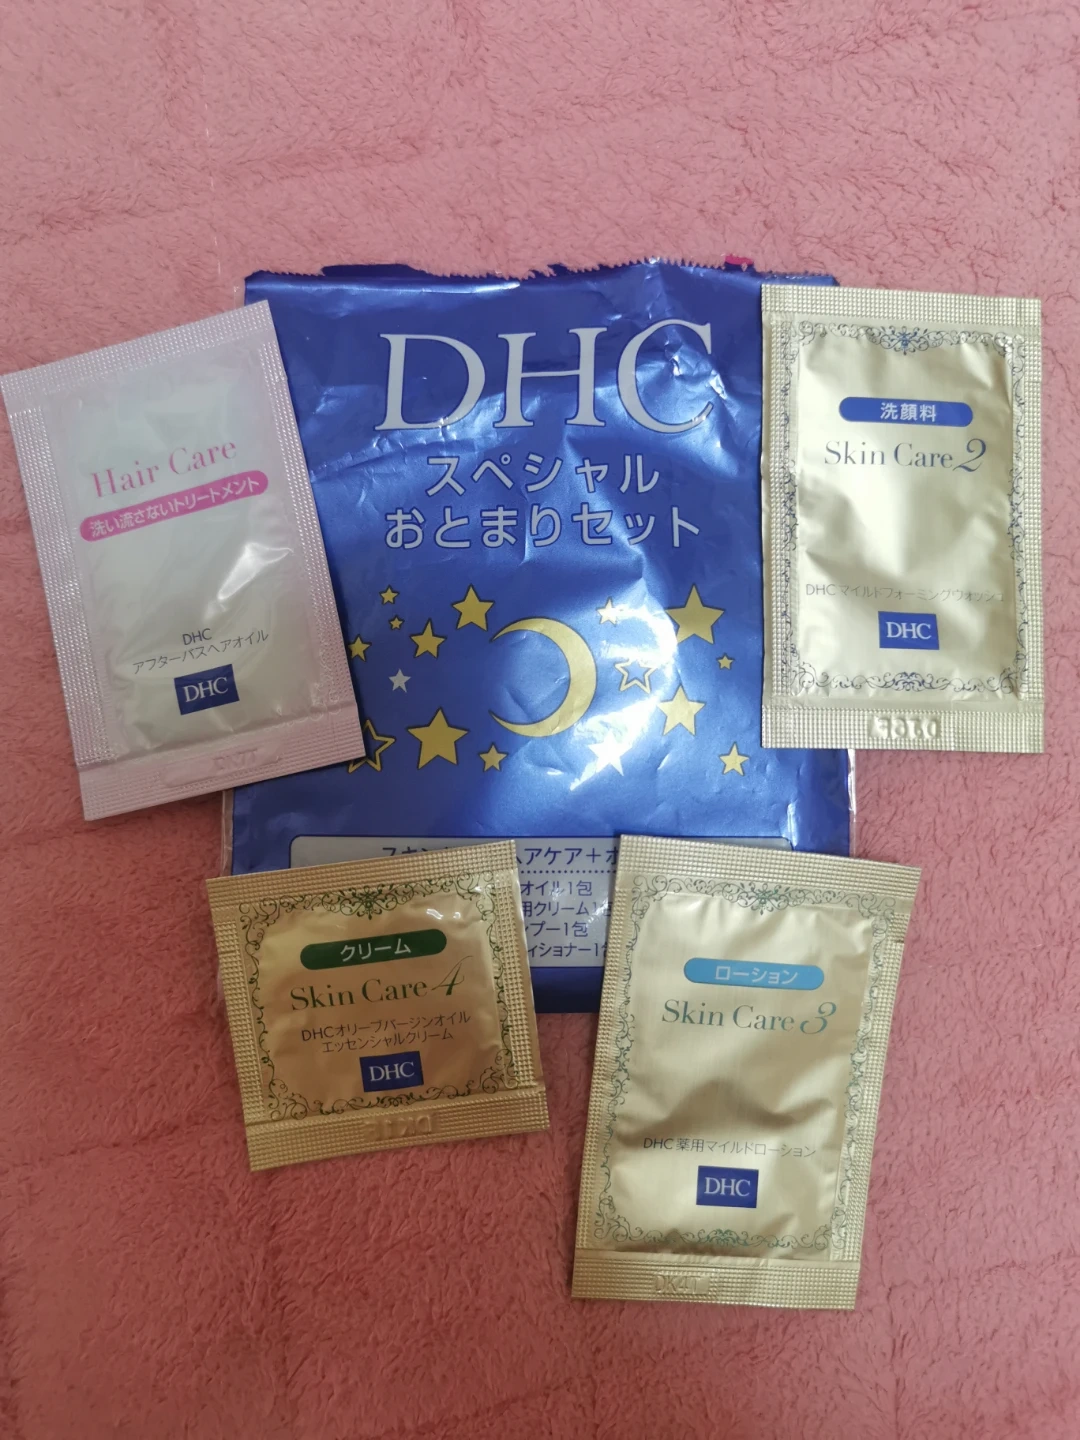 DHC
スペシャル
おとまりセット
アケア＋
オイル1包
用クリーム1
プー1包
ィショナー1包
Hair Care
洗い流さないトリートメント
DHC
アフターバスヘアオイル
DHC
洗顔料
Skin Care 2
DHCマイルドフォーミングウォッシュ
DHC
クリーム
Skin Care 4
DHCオリーブバージンオイル
エッセンシャルクリーム
DHC
ローション
Skin Care 3
DHC 薬用マイルドローション
DHC
DK4T